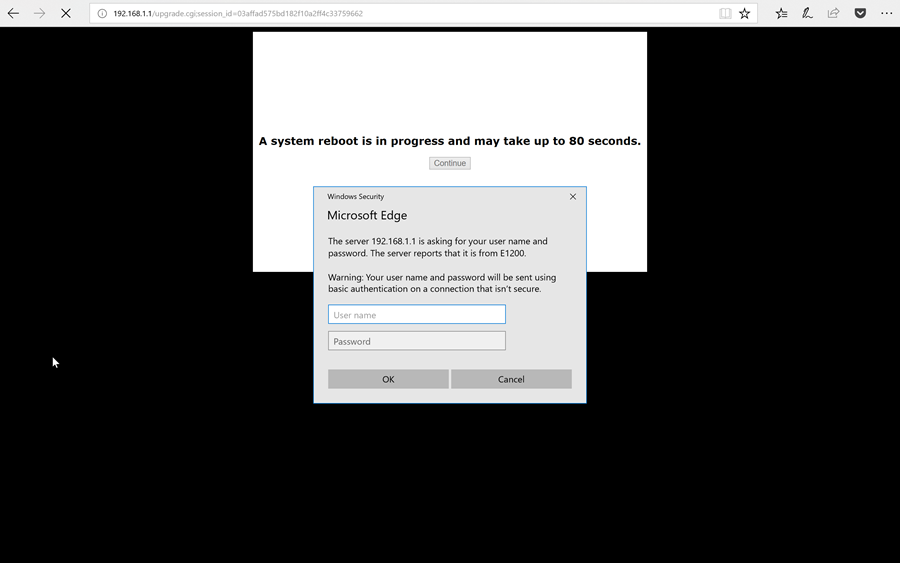 192.168.1.1/upgrade.cgi;session_id=03affad575bd182f10a2ff4c33759662
A system reboot is in progress and may take up to 80 seconds.
Continue
Windows Security
Microsoft Edge
The server 192.168.1.1 is asking for your user name and
password. The server reports that it is from E1200.
Warning: Your user name and password will be sent using
basic authentication on a connection that isn't secure.
User name
Password
OK
Cancel